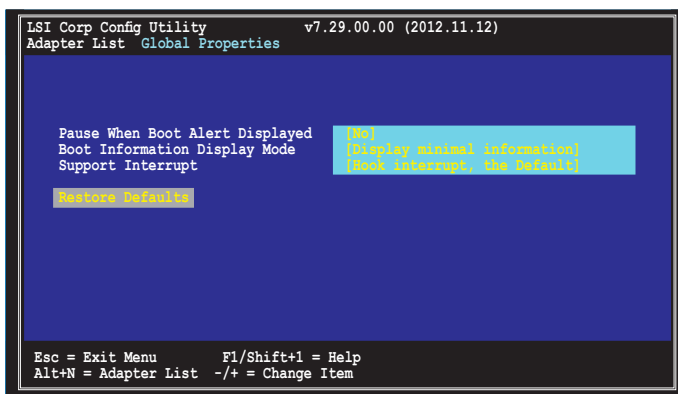 LSI Corp Config Utility v7.29.00.00 (2012.11.12)
Adapter List Global Properties
Pause When Boot Alert Displayed [No]
Boot Information Display Mode [Display minimal information]
Support Interrupt [Hook interrupt, the Default]
Restore Defaults
Esc = Exit Menu F1/Shift+1 = Help
Alt+N = Adapter List -/+ = Change Item